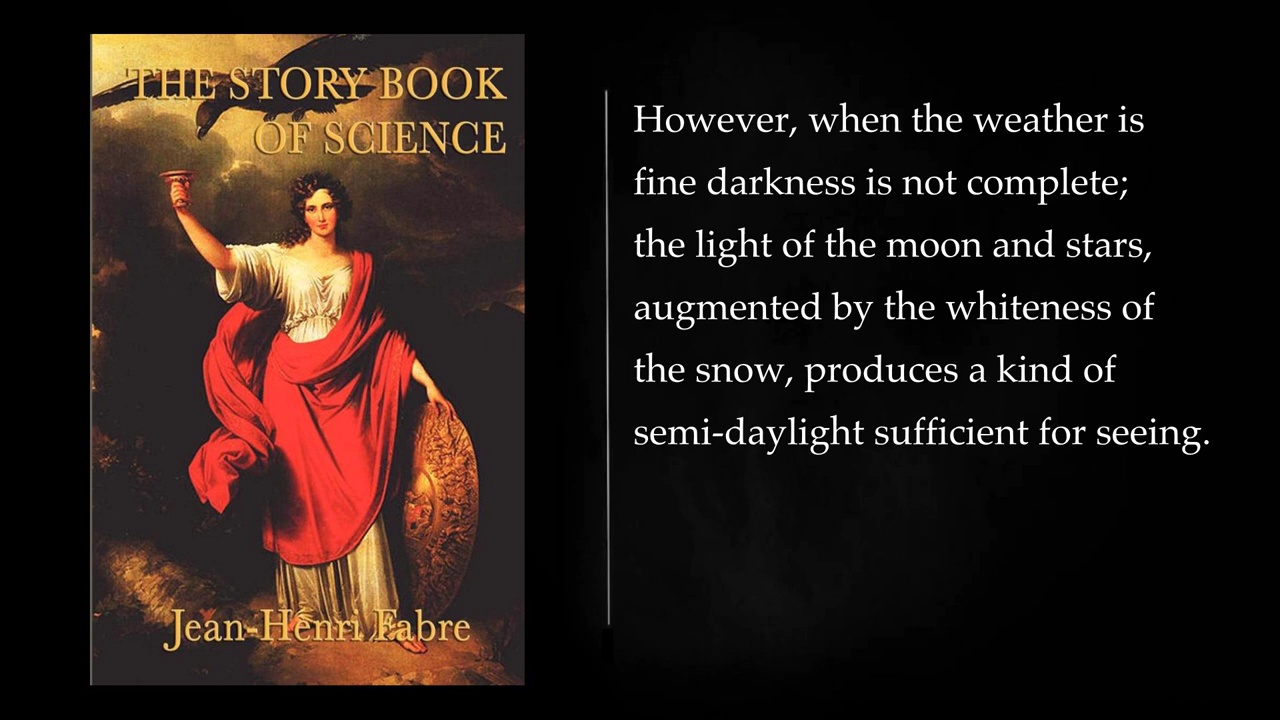 THE STORY BOOK
OF SCIENCE
Jean-Henri Fabre
However, when the weather is
fine darkness is not complete;
the light of the moon and stars,
augmented by the whiteness of
the snow, produces a kind of
semi-daylight sufficient for seeing.